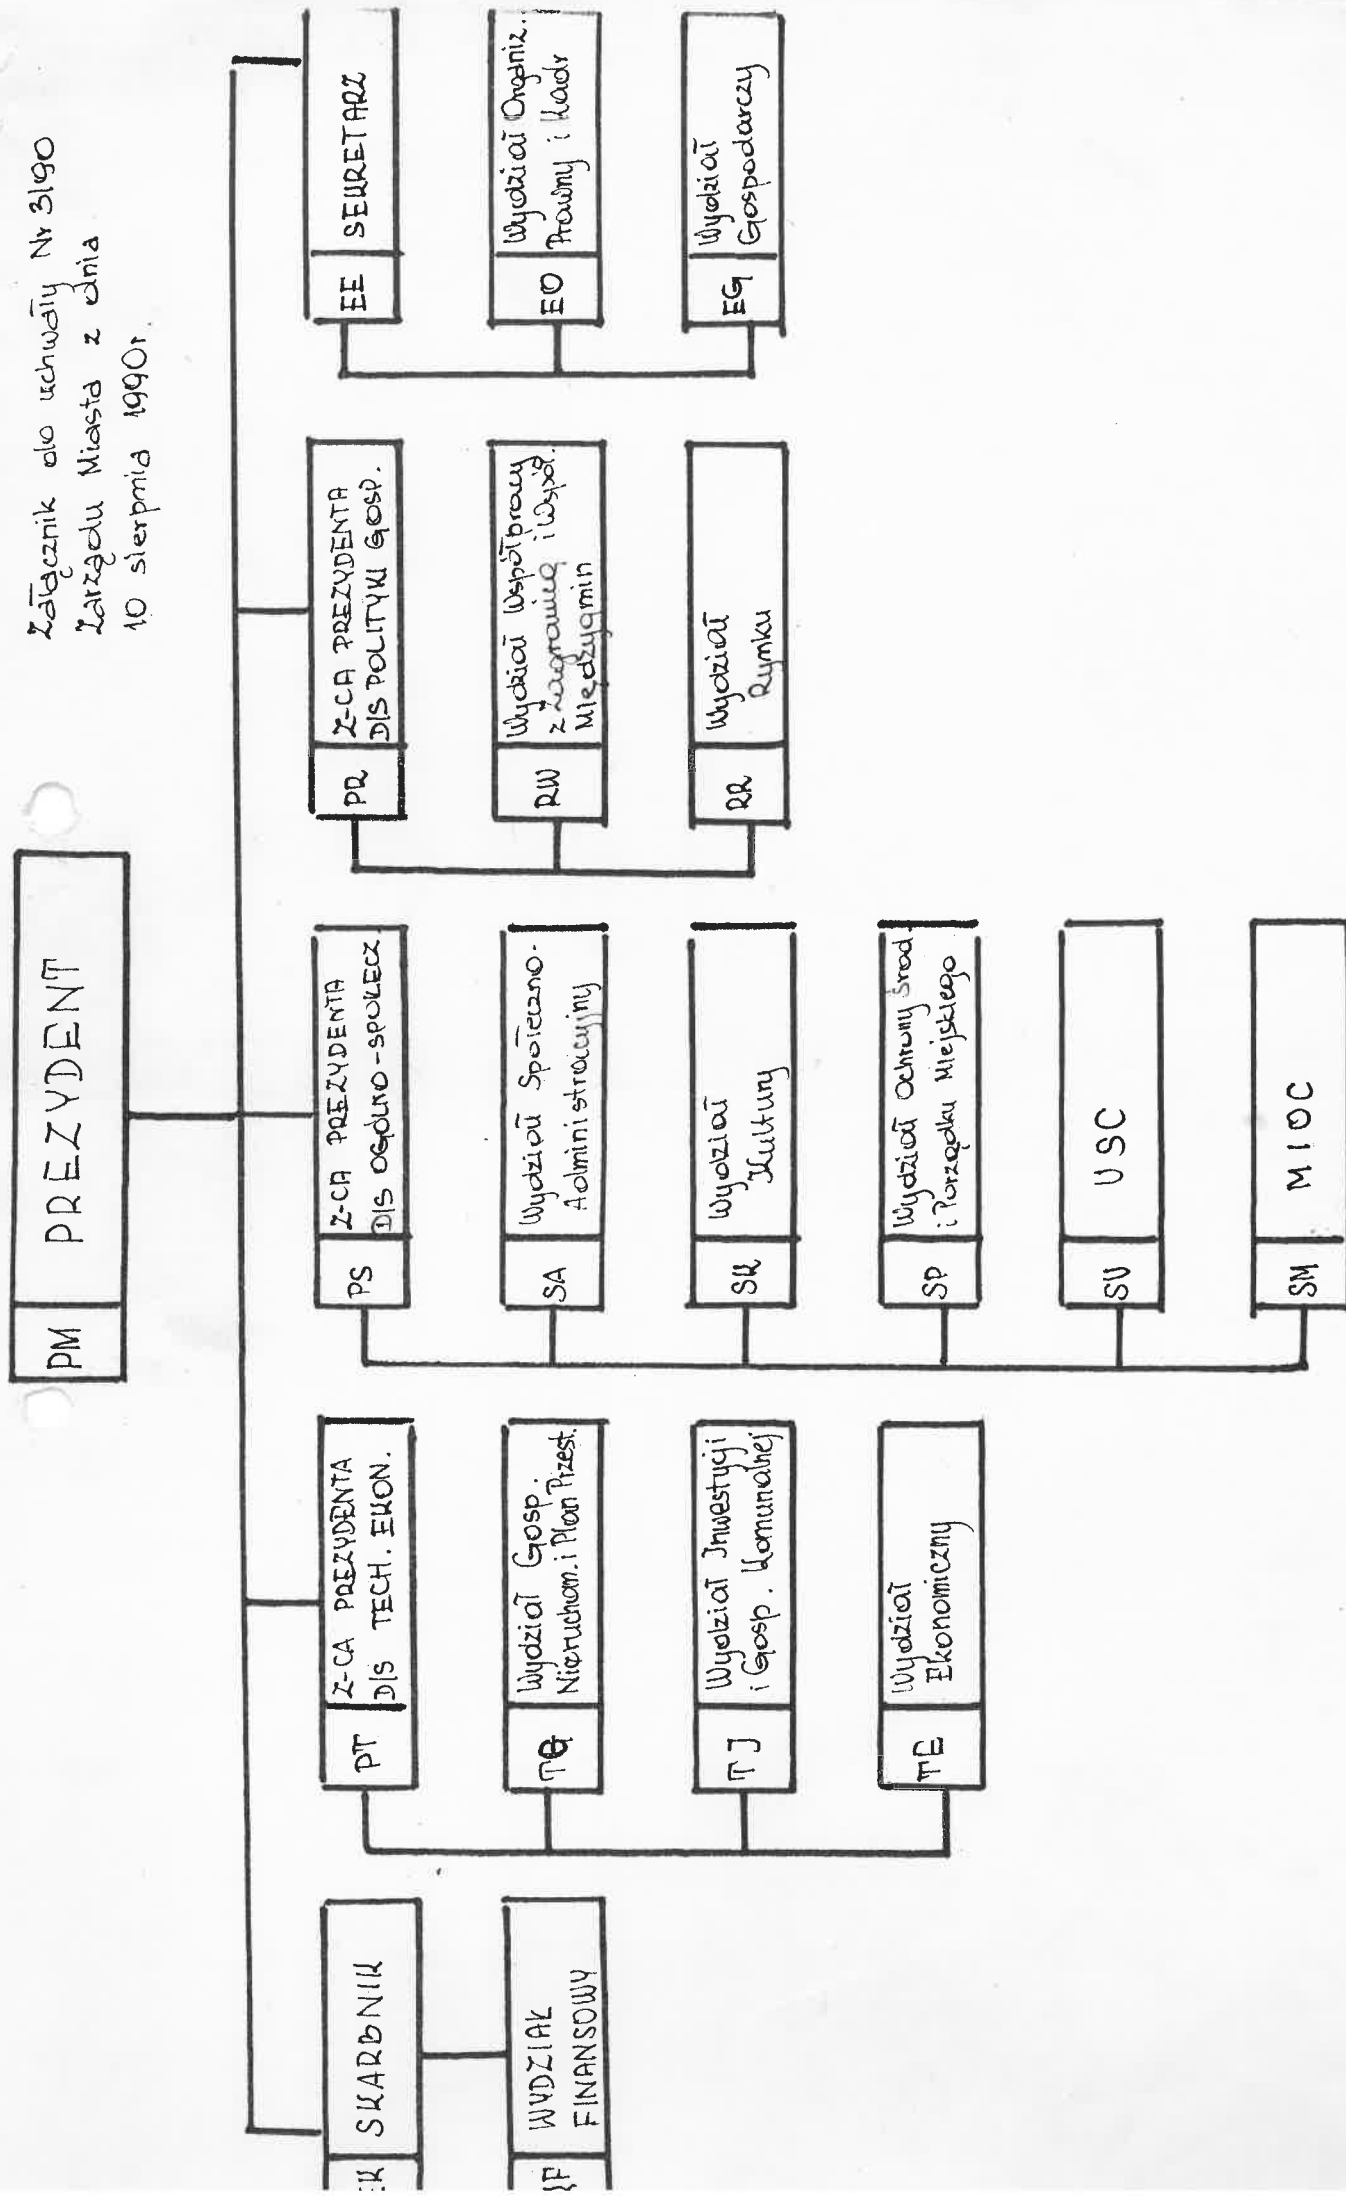 Załącznik do uchwały Nr 3/90
Zarządu Miasta z dnia
10 sierpnia 1990r.
PM PREZYDENT
SKARBNIK
WYDZIAŁ
FINANSOWY
PT Z-CA PREZYDENTA
D/S TECH. EKON.
TG Wydział Gosp.
Nieruchom. i Plan Przest.
TJ Wydział Inwestycji
i Gosp. Komunalnej
TE Wydział
Ekonomiczny
PS Z-CA PREZYDENTA
D/S OGÓLNO-SPOŁECZ.
SA Wydział Społeczno-
Administracyjny
SK Wydział
Kultury
SP Wydział Ochrony Środ.
i Porządku Miejskiego
SU USC
SM MIOC
PR Z-CA PREZYDENTA
D/S POLITYKI GOSP.
RW Wydział Współpracy
z Zagranicą i Współ.
Międzygmin
RR Wydział
Rynku
EE SEKRETARZ
EO Wydział Organiz.
Prawny i Kadr
EG Wydział
Gospodarczy